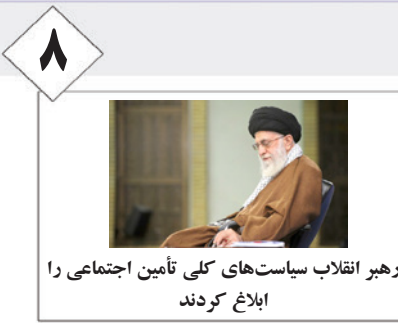 ۸
رهبر انقلاب سیاست‌های کلی تأمین اجتماعی را
ابلاغ کردند